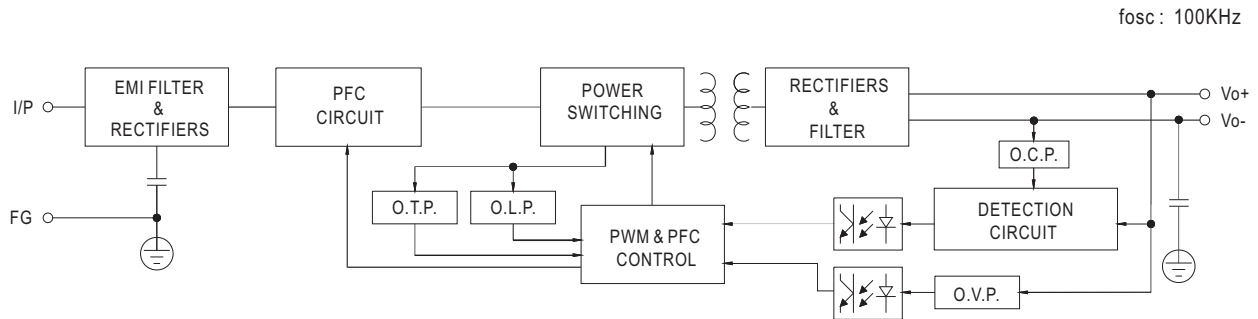 fosc : 100KHz
I/P
EMI FILTER
&
RECTIFIERS
PFC
CIRCUIT
POWER
SWITCHING
RECTIFIERS
&
FILTER
Vo+
Vo-
O.C.P.
FG
O.T.P.
O.L.P.
PWM & PFC
CONTROL
DETECTION
CIRCUIT
O.V.P.